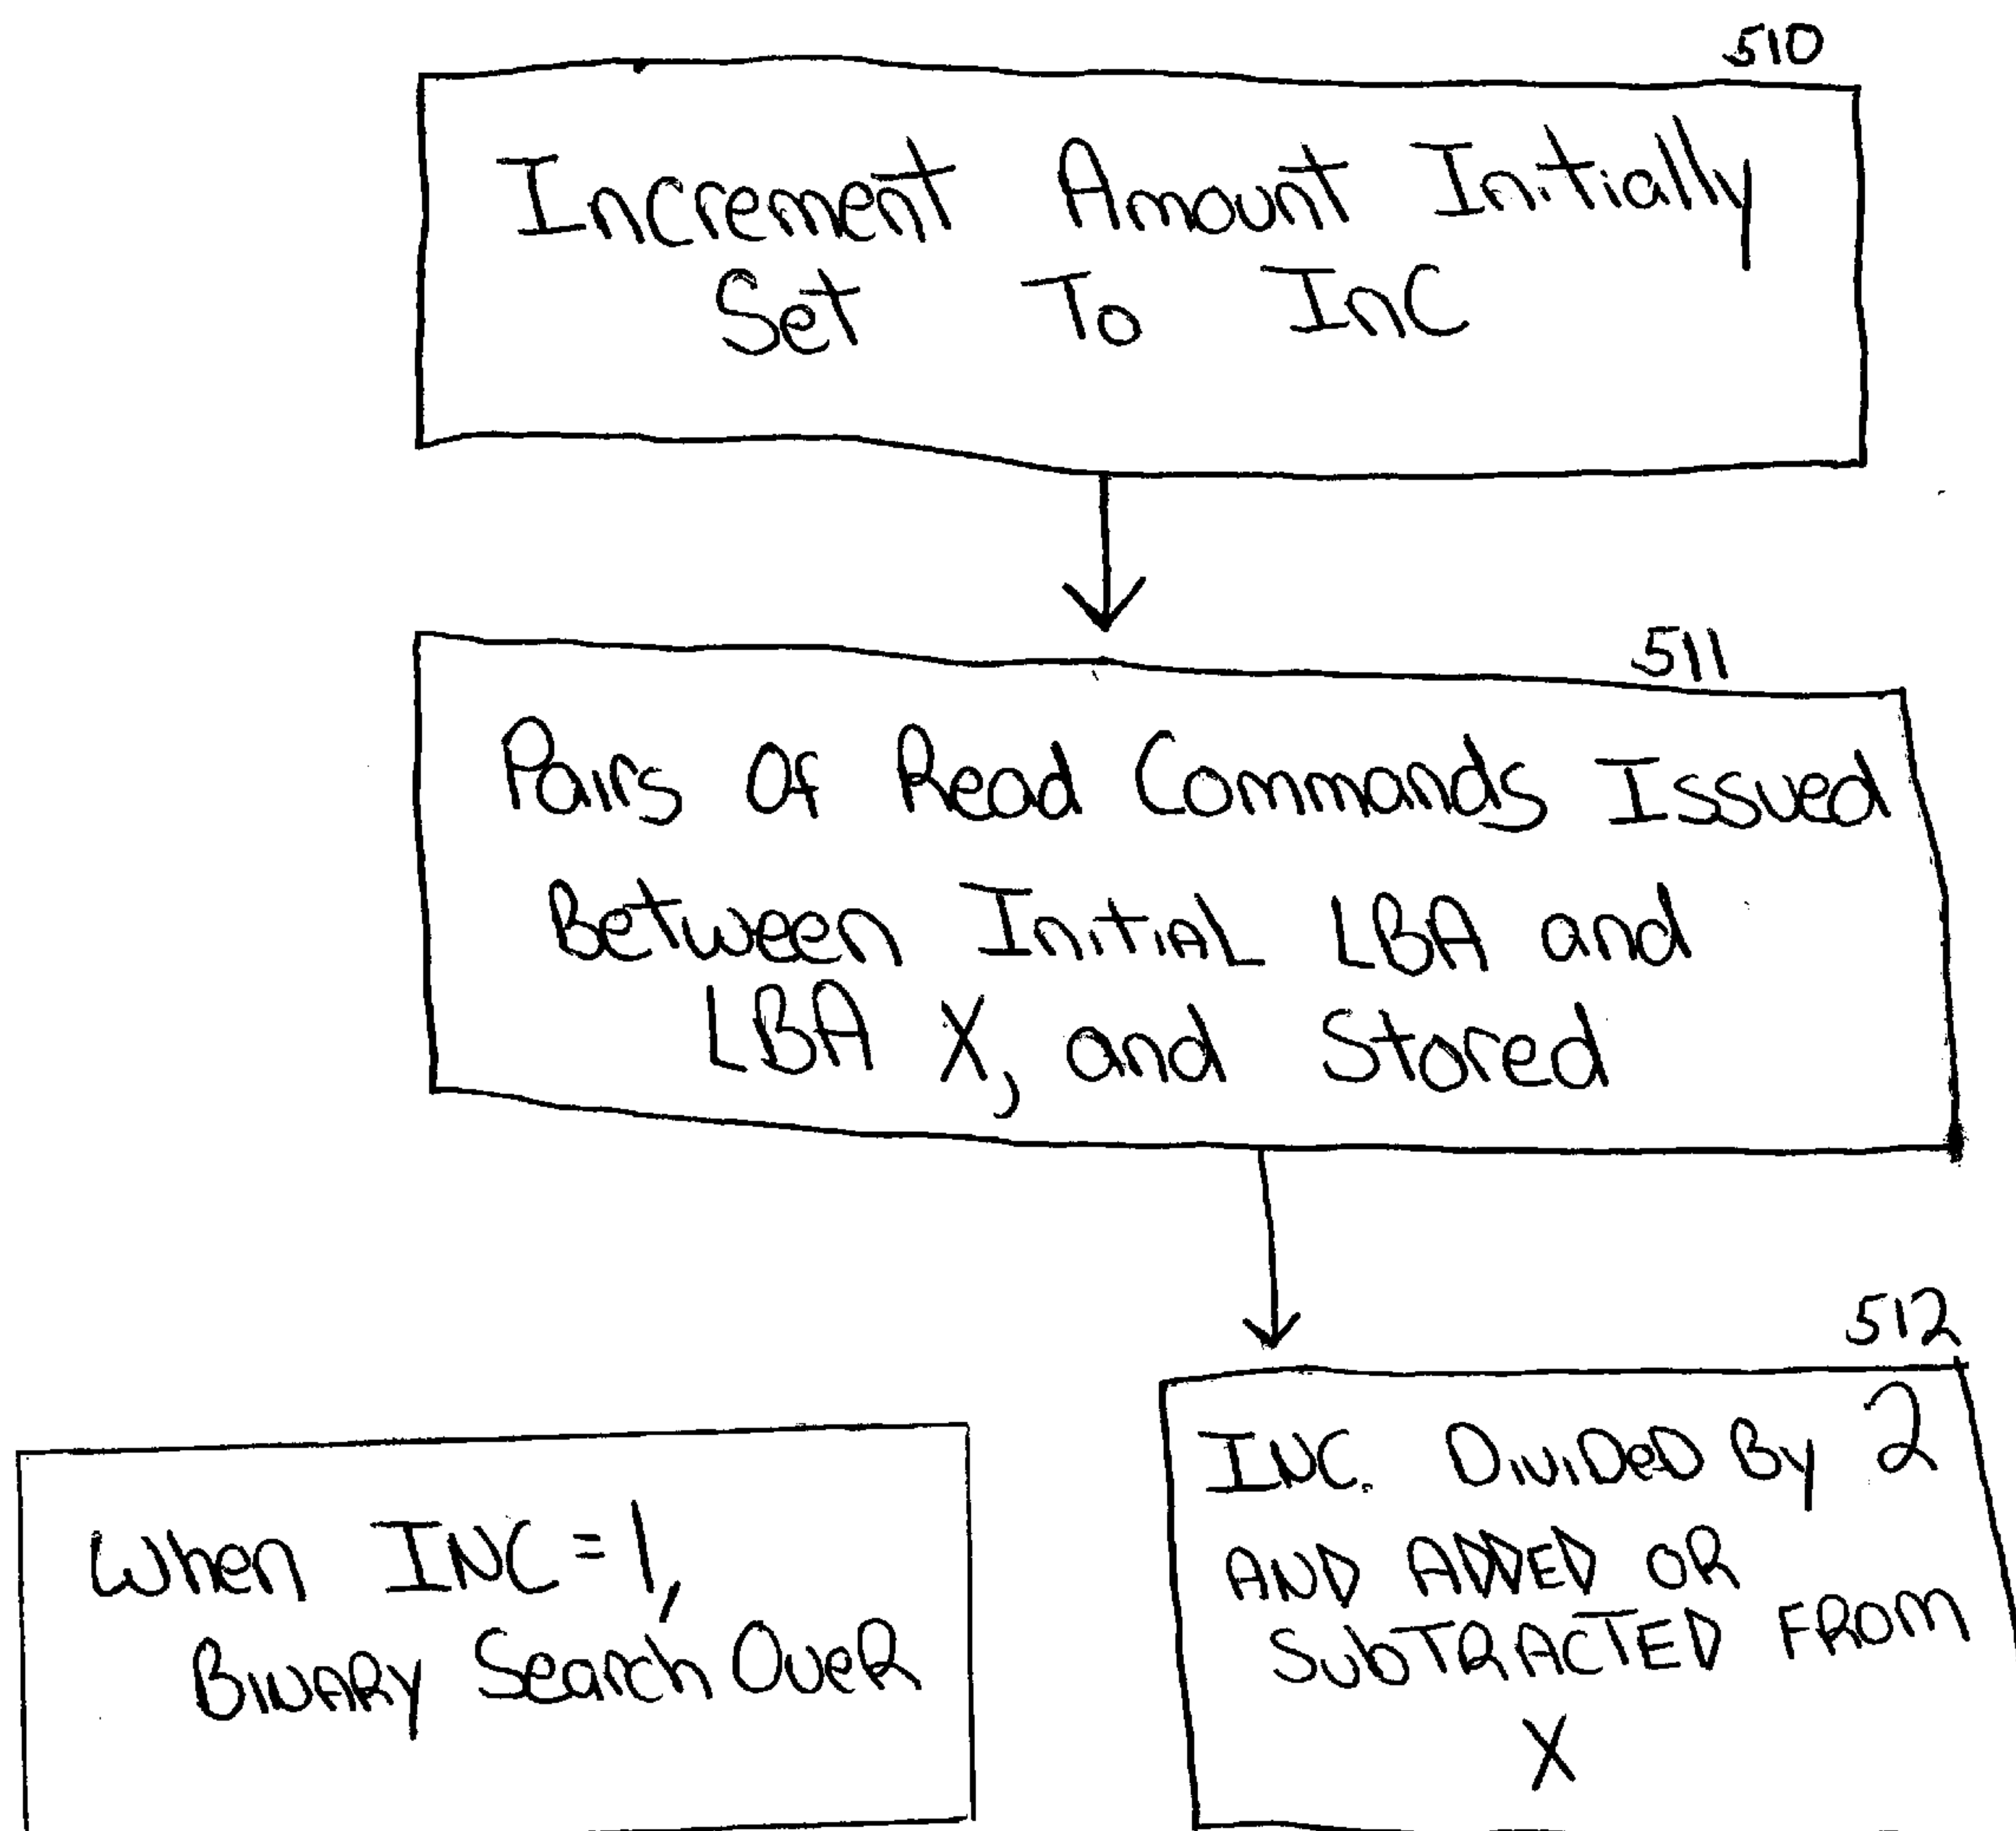 510
Increment Amount Initially
Set To InC
511
Pairs Of Read Commands Issued
Between InitiAL LBA and
LBA X, and Stored
512
INC. DiviDeD By 2
AND ADDED OR
SubTRACTED FROM
X
When INC = 1,
BINARY Search OveR